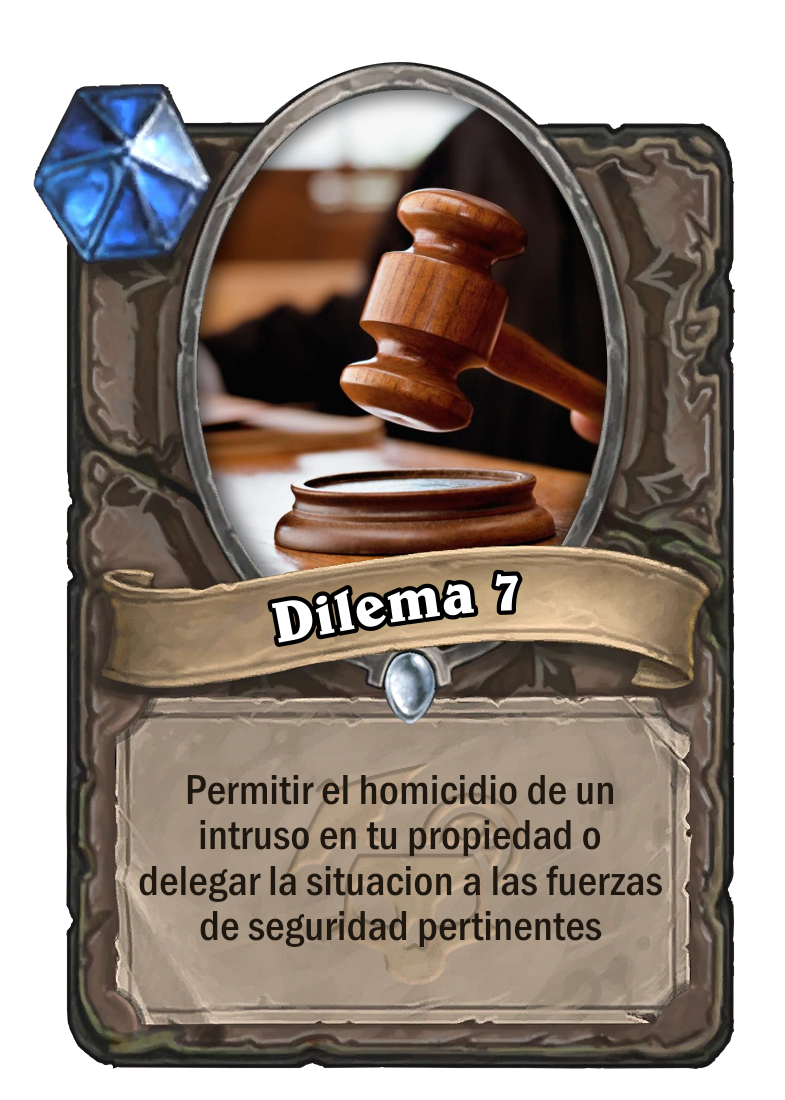 Dilema 7
Permitir el homicidio de un
intruso en tu propiedad o
delegar la situacion a las fuerzas
de seguridad pertinentes